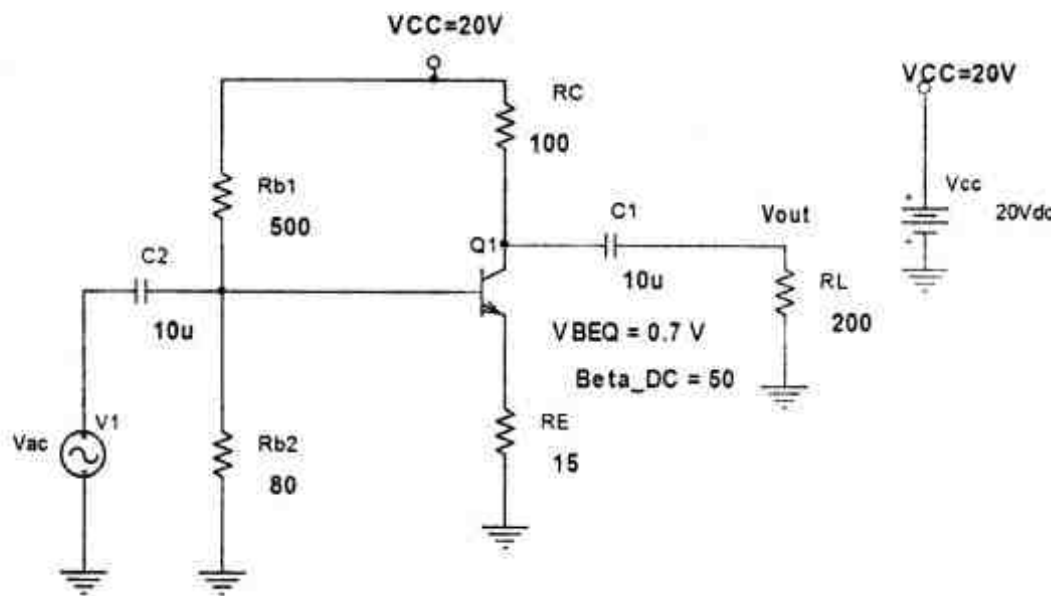 VCC=20V
RC
100
VCC=20V
Rb1
500
Vcc
20Vdc
C1
Vout
Q1
C2
10u
10u
RL
200
VBEQ = 0.7 V
Beta_DC = 50
V1
Vac
Rb2
80
RE
15